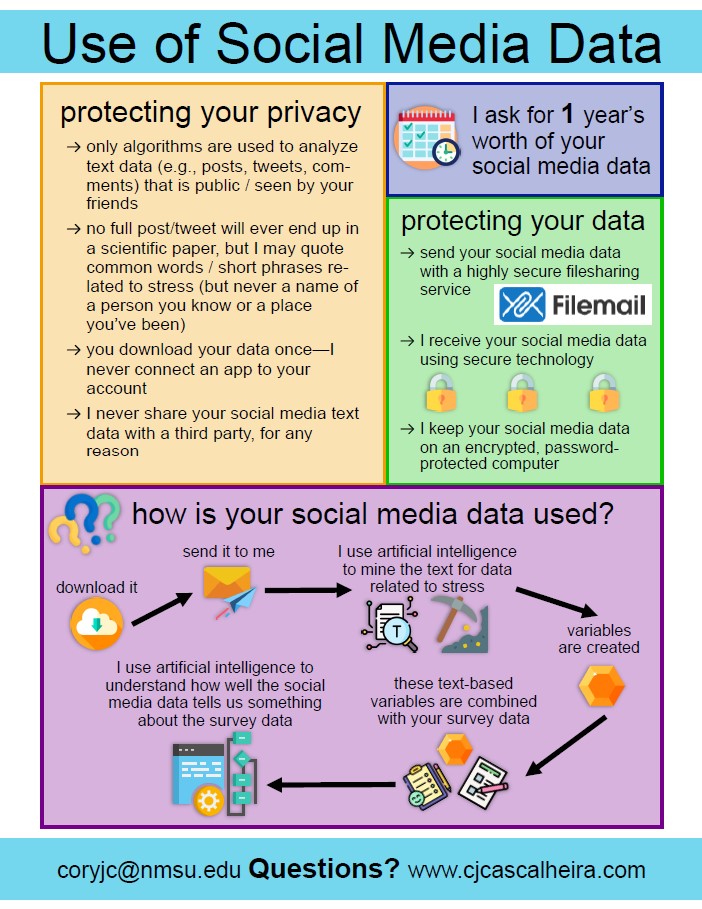 Use of Social Media Data
protecting your privacy
→ only algorithms are used to analyze
text data (e.g., posts, tweets, com-
ments) that is public / seen by your
friends
→ no full post/tweet will ever end up in
a scientific paper, but I may quote
common words / short phrases re-
lated to stress (but never a name of
a person you know or a place
you've been)
→ you download your data once—I
never connect an app to your
account
→ I never share your social media text
data with a third party, for any
reason
I ask for 1 year's
worth of your
social media data
protecting your data
→ send your social media data
with a highly secure filesharing
service
Filemail
→ I receive your social media data
using secure technology
→ I keep your social media data
on an encrypted, password-
protected computer
how is your social media data used?
download it
send it to me
I use artificial intelligence
to mine the text for data
related to stress
T
variables
are created
these text-based
variables are combined
with your survey data
I use artificial intelligence to
understand how well the social
media data tells us something
about the survey data
coryjc@nmsu.edu Questions? www.cjcascalheira.com